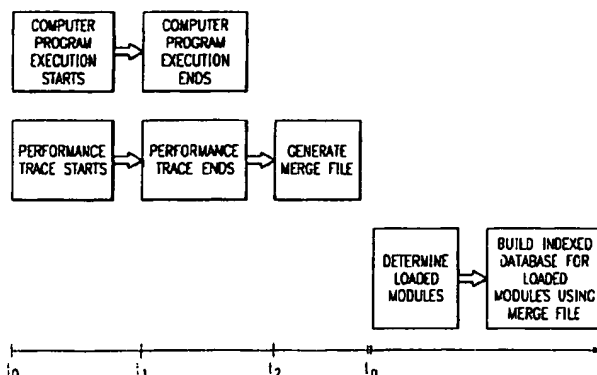 COMPUTER
PROGRAM
EXECUTION
STARTS
COMPUTER
PROGRAM
EXECUTION
ENDS
PERFORMANCE
TRACE STARTS
PERFORMANCE
TRACE ENDS
GENERATE
MERGE FILE
DETERMINE
LOADED
MODULES
BUILD INDEXED
DATABASE FOR
LOADED
MODULES USING
MERGE FILE
t0 t1 t2 tn